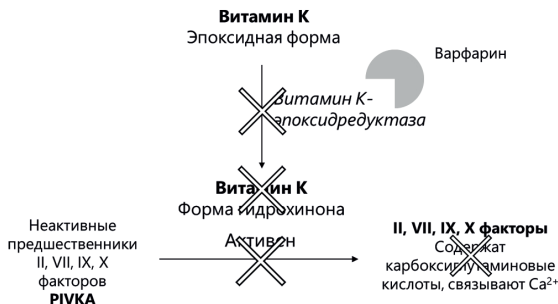 Витамин К
Эпоксидная форма
Варфарин
Витамин К-
эпоксидредуктаза
Витамин К
Форма гидрохинона
Активен
Неактивные
предшественники
II, VII, IX, X
факторов
PIVKA
II, VII, IX, X факторы
Содержат
карбоксиглутаминовые
кислоты, связывают Ca²⁺